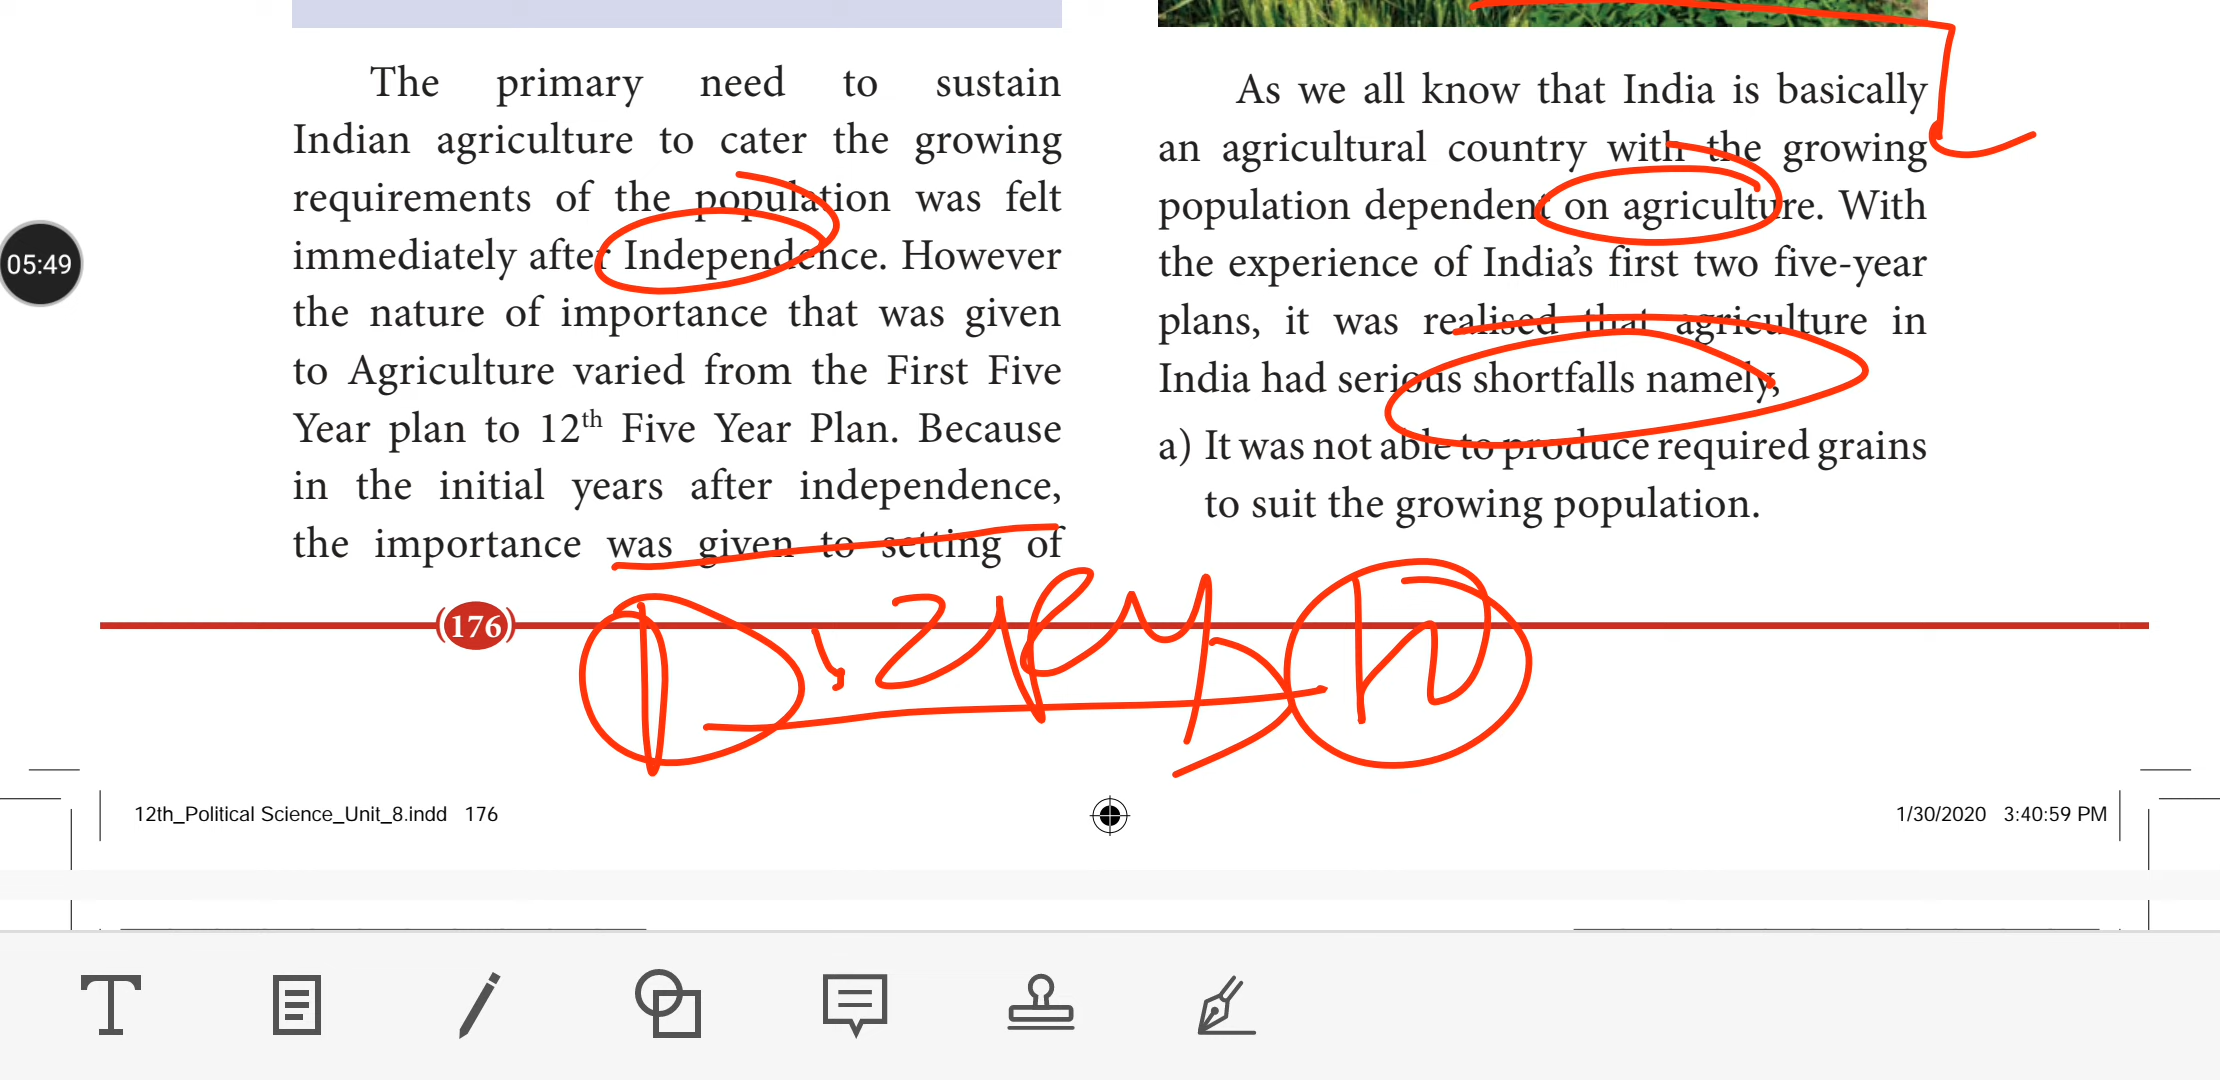 The primary need to sustain
Indian agriculture to cater the growing
requirements of the population was felt
immediately after Independence. However
the nature of importance that was given
to Agriculture varied from the First Five
Year plan to 12th Five Year Plan. Because
in the initial years after independence,
the importance was given to setting of
As we all know that India is basically
an agricultural country with the growing
population dependent on agriculture. With
the experience of India's first two five-year
plans, it was realised that agriculture in
India had serious shortfalls namely,
a) It was not able to produce required grains
to suit the growing population.
05:49
176
12th_Political Science_Unit_8.indd 176
1/30/2020 3:40:59 PM
T